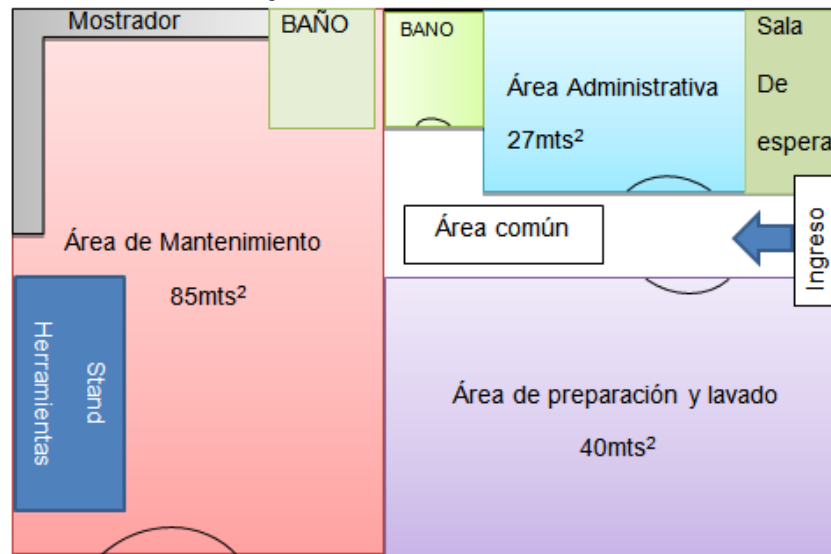 Mostrador
BAÑO
BANO
Sala
De
espera
Área Administrativa
27mts²
Área común
Ingreso
Área de Mantenimiento
85mts²
Stand
Herramientas
Área de preparación y lavado
40mts²